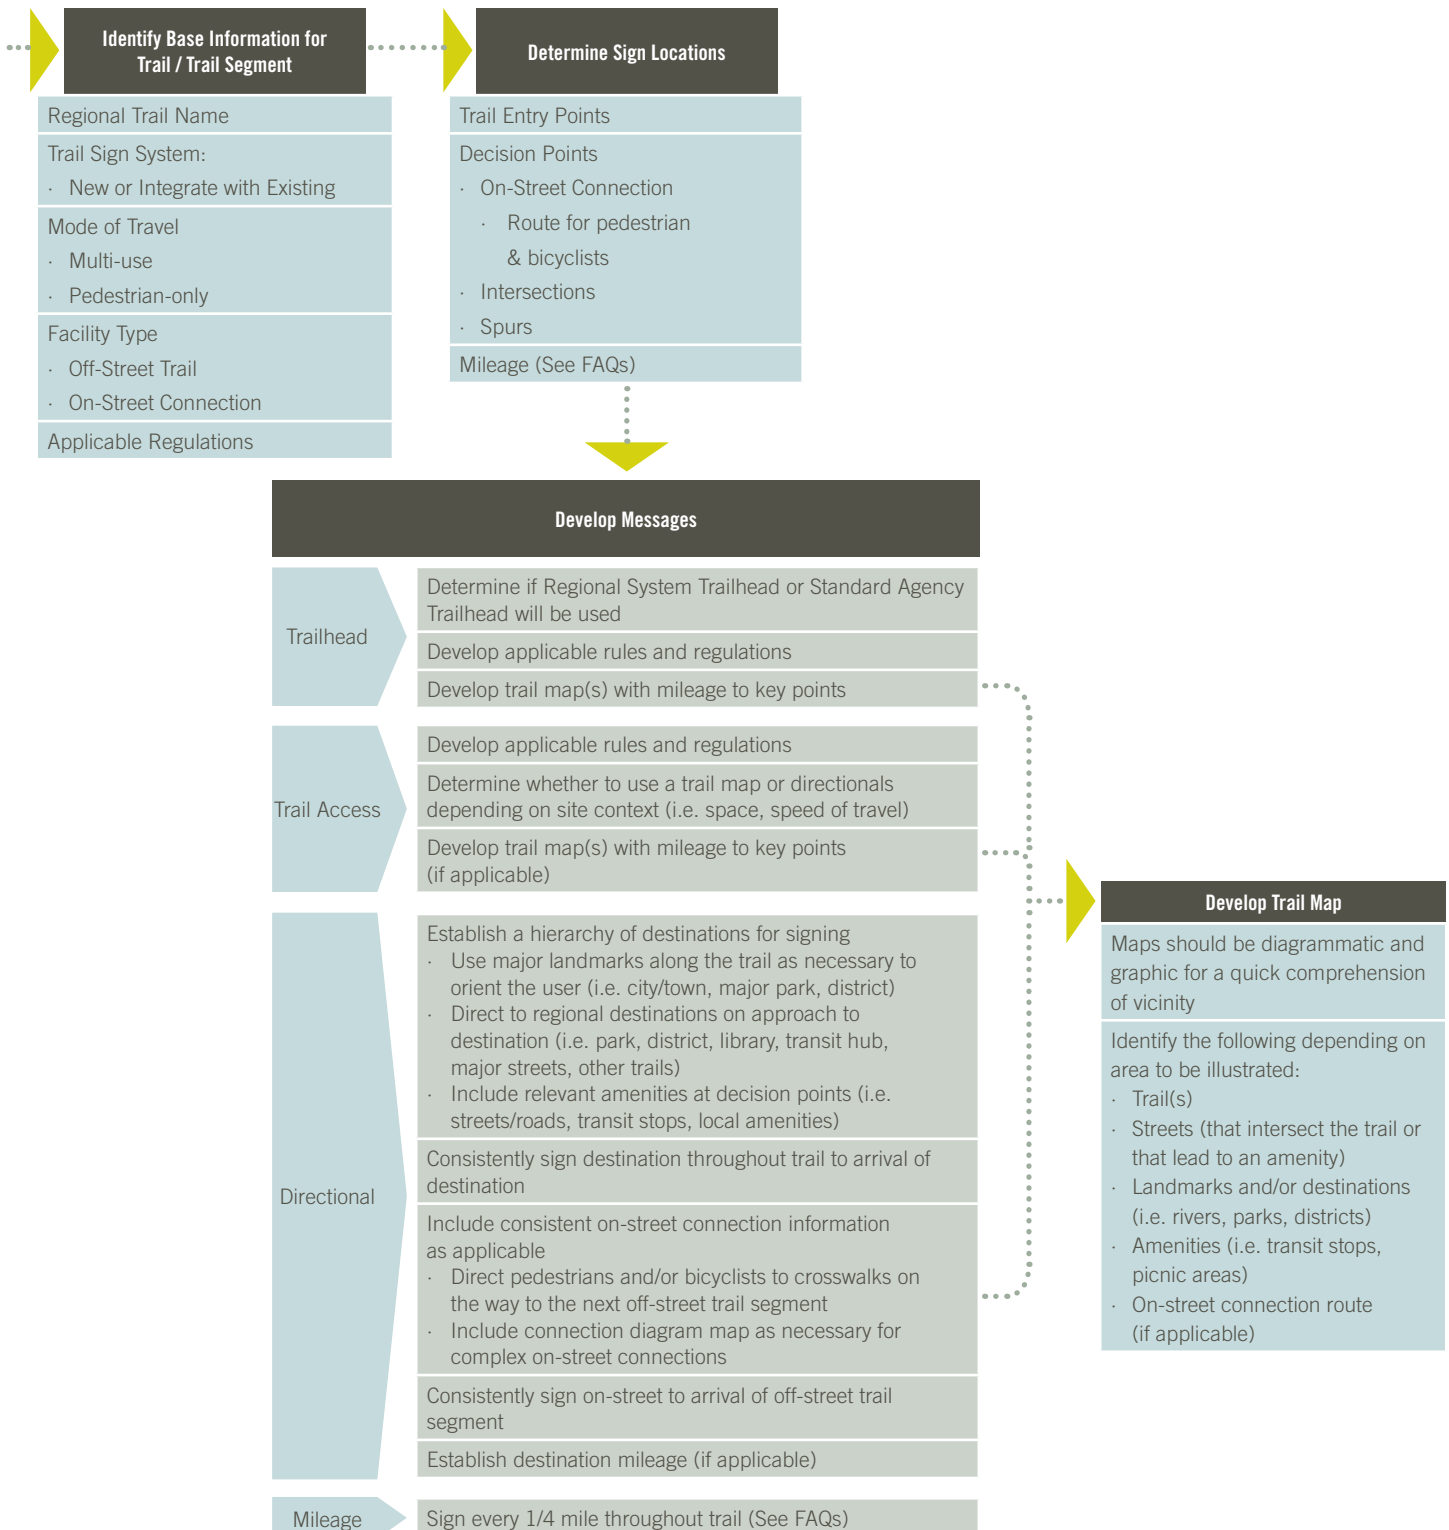 Identify Base Information for
Trail / Trail Segment
Regional Trail Name
Trail Sign System:
· New or Integrate with Existing
Mode of Travel
· Multi-use
· Pedestrian-only
Facility Type
· Off-Street Trail
· On-Street Connection
Applicable Regulations
Determine Sign Locations
Trail Entry Points
Decision Points
· On-Street Connection
· Route for pedestrian
& bicyclists
· Intersections
· Spurs
Mileage (See FAQs)
Develop Messages
Trailhead
Determine if Regional System Trailhead or Standard Agency
Trailhead will be used
Develop applicable rules and regulations
Develop trail map(s) with mileage to key points
Trail Access
Develop applicable rules and regulations
Determine whether to use a trail map or directionals
depending on site context (i.e. space, speed of travel)
Develop trail map(s) with mileage to key points
(if applicable)
Directional
Establish a hierarchy of destinations for signing
· Use major landmarks along the trail as necessary to
orient the user (i.e. city/town, major park, district)
· Direct to regional destinations on approach to
destination (i.e. park, district, library, transit hub,
major streets, other trails)
· Include relevant amenities at decision points (i.e.
streets/roads, transit stops, local amenities)
Consistently sign destination throughout trail to arrival of
destination
Include consistent on-street connection information
as applicable
· Direct pedestrians and/or bicyclists to crosswalks on
the way to the next off-street trail segment
· Include connection diagram map as necessary for
complex on-street connections
Consistently sign on-street to arrival of off-street trail
segment
Establish destination mileage (if applicable)
Mileage
Sign every 1/4 mile throughout trail (See FAQs)
Develop Trail Map
Maps should be diagrammatic and
graphic for a quick comprehension
of vicinity
Identify the following depending on
area to be illustrated:
· Trail(s)
· Streets (that intersect the trail or
that lead to an amenity)
· Landmarks and/or destinations
(i.e. rivers, parks, districts)
· Amenities (i.e. transit stops,
picnic areas)
· On-street connection route
(if applicable)